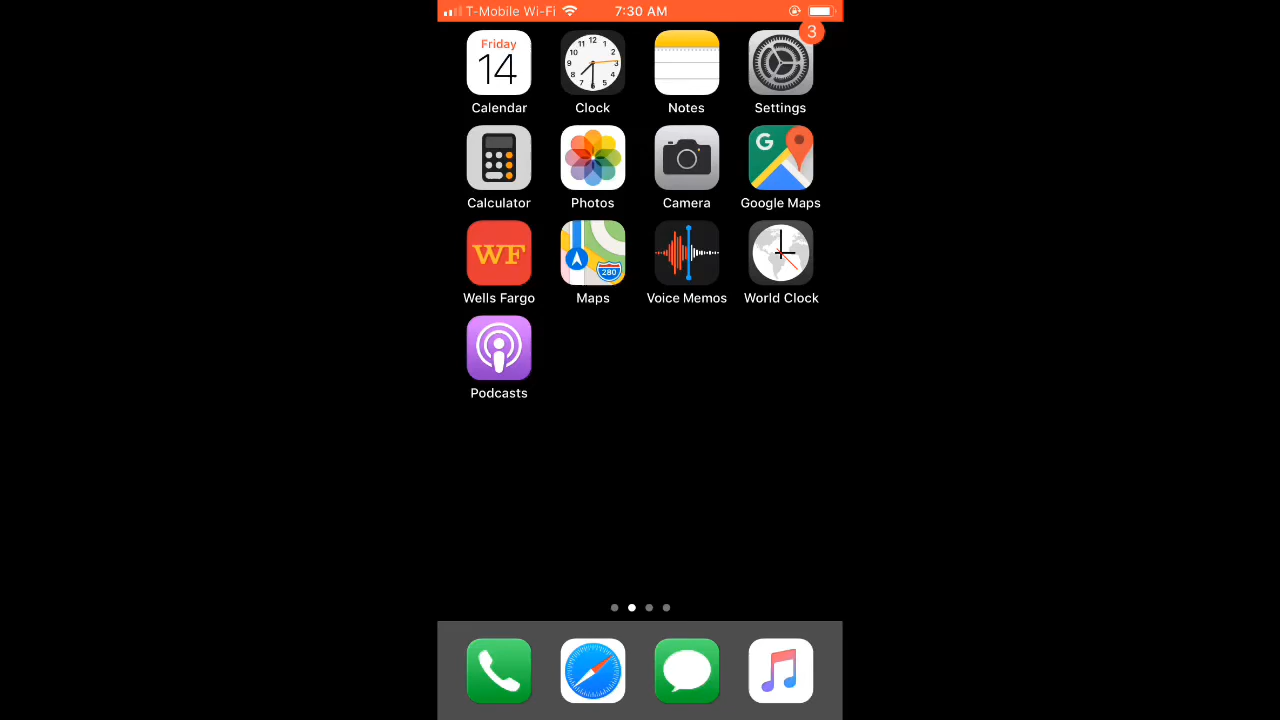 T-Mobile Wi-Fi 7:30 AM
3
Friday
14
Calendar Clock Notes Settings
G
Calculator Photos Camera Google Maps
WF
280
Wells Fargo Maps Voice Memos World Clock
Podcasts